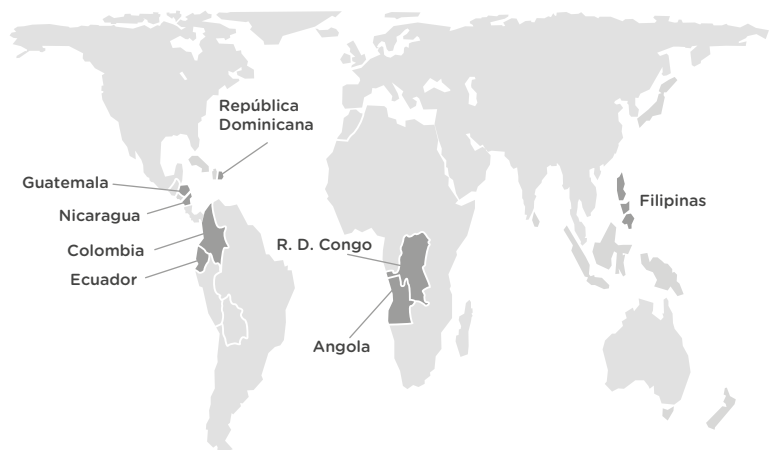 República
Dominicana
Guatemala
Nicaragua
Colombia
Ecuador
R. D. Congo
Angola
Filipinas